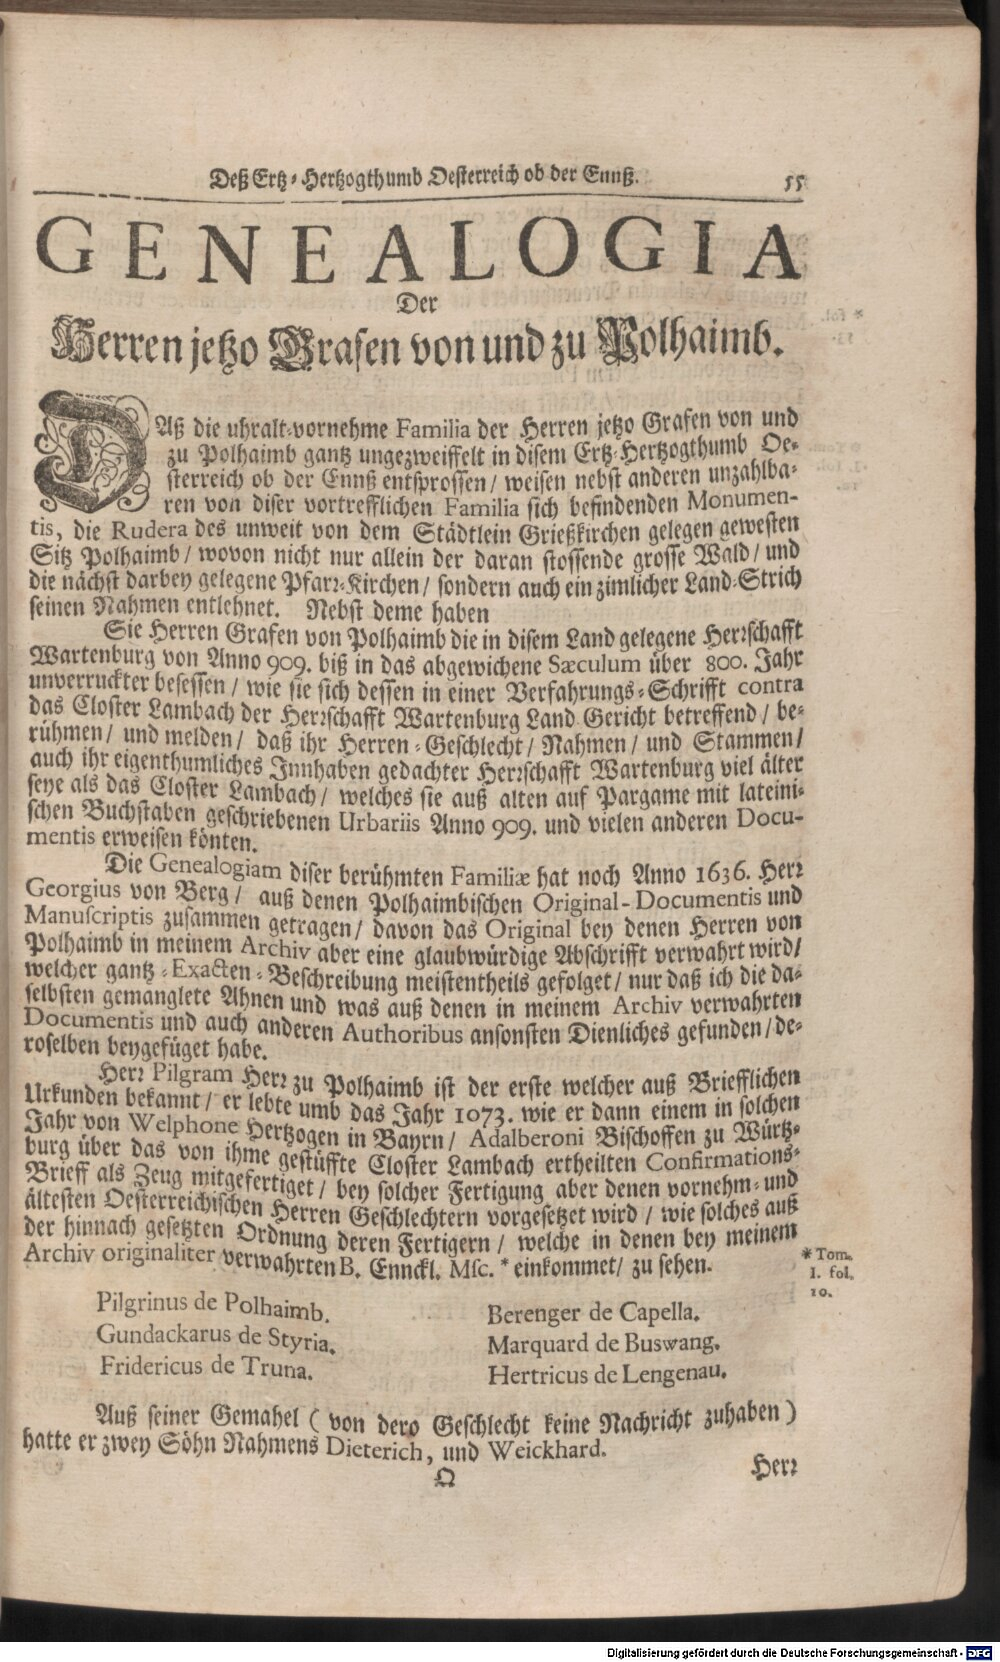 Deß Ertz-Hertzogthumb Oesterreich ob der Ennß. 55
GENEALOGIA
Der
Herren jetzo Grafen von und zu Polhaimb.
DAß die uhralt-vornehme Familia der Herren jetzo Grafen von und
zu Polhaimb gantz ungezweiffelt in disem Ertz-Hertzogthumb Oe-
sterreich ob der Ennß entsprossen/ weisen nebst anderen unzahlba-
ren von diser vortrefflichen Familia sich befindenden Monumen-
tis, die Rudera des unweit von dem Städtlein Grießkirchen gelegen gewesten
Sitz Polhaimb/ wovon nicht nur allein der daran stossende grosse Wald/ und
die nächst darbey gelegene Pfarr-Kirchen/ sondern auch ein zimlicher Land-Strich
seinen Nahmen entlehnet. Nebst deme haben
Sie Herren Grafen von Polhaimb die in disem Land gelegene Herrschafft
Wartenburg von Anno 909. biß in das abgewichene Sæculum über 800. Jahr
unverruckter besessen/ wie sie sich dessen in einer Verfahrungs-Schrifft contra
das Closter Lambach der Herrschafft Wartenburg Land Gericht betreffend/ be-
rühmen/ und melden/ daß ihr Herren-Geschlecht/ Nahmen/ und Stammen/
auch ihr eigenthumliches Innhaben gedachter Herrschafft Wartenburg viel älter
seye als das Closter Lambach/ welches sie auß alten auf Pargame mit lateini-
schen Buchstaben geschriebenen Urbariis Anno 909. und vielen anderen Docu-
mentis erweisen könten.
Die Genealogiam diser berühmten Familiæ hat noch Anno 1636. Herr
Georgius von Berg/ auß denen Polhaimbischen Original-Documentis und
Manuscriptis zusammen getragen/ davon das Original bey denen Herren von
Polhaimb in meinem Archiv aber eine glaubwürdige Abschrifft verwahrt wird/
welcher gantz-Exacten-Beschreibung meistentheils gefolget/ nur daß ich die da-
selbsten gemanglete Ahnen und was auß denen in meinem Archiv verwahrten
Documentis und auch anderen Authoribus ansonsten Dienliches gefunden/ de-
roselben beygefüget habe.
Herr Pilgram Herr zu Polhaimb ist der erste welcher auß Briefflichen
Urkunden bekannt/ er lebte umb das Jahr 1073. wie er dann einem in solchen
Jahr von Welphone Hertzogen in Bayrn/ Adalberoni Bischoffen zu Würtz-
burg über das von ihme gestüffte Closter Lambach ertheilten Confirmations-
Brieff als Zeug mitgefertiget/ bey solcher Fertigung aber denen vornehm- und
ältesten Oesterreichischen Herren Geschlechtern vorgesetzet wird/ wie solches auß
der hinnach gesetzten Ordnung deren Fertigern/ welche in denen bey meinem
Archiv originaliter verwahrten B. Ennckl. Msc. * einkommet/ zu sehen.
* Tom.
I. fol.
10.
Pilgrinus de Polhaimb. Berenger de Capella.
Gundackarus de Styria. Marquard de Buswang.
Fridericus de Truna. Hertricus de Lengenau.
Auß seiner Gemahel (von dero Geschlecht keine Nachricht zuhaben)
hatte er zwey Söhn Nahmens Dieterich, und Weickhard.
O Herr
Digitalisierung gefördert durch die Deutsche Forschungsgemeinschaft - DFG